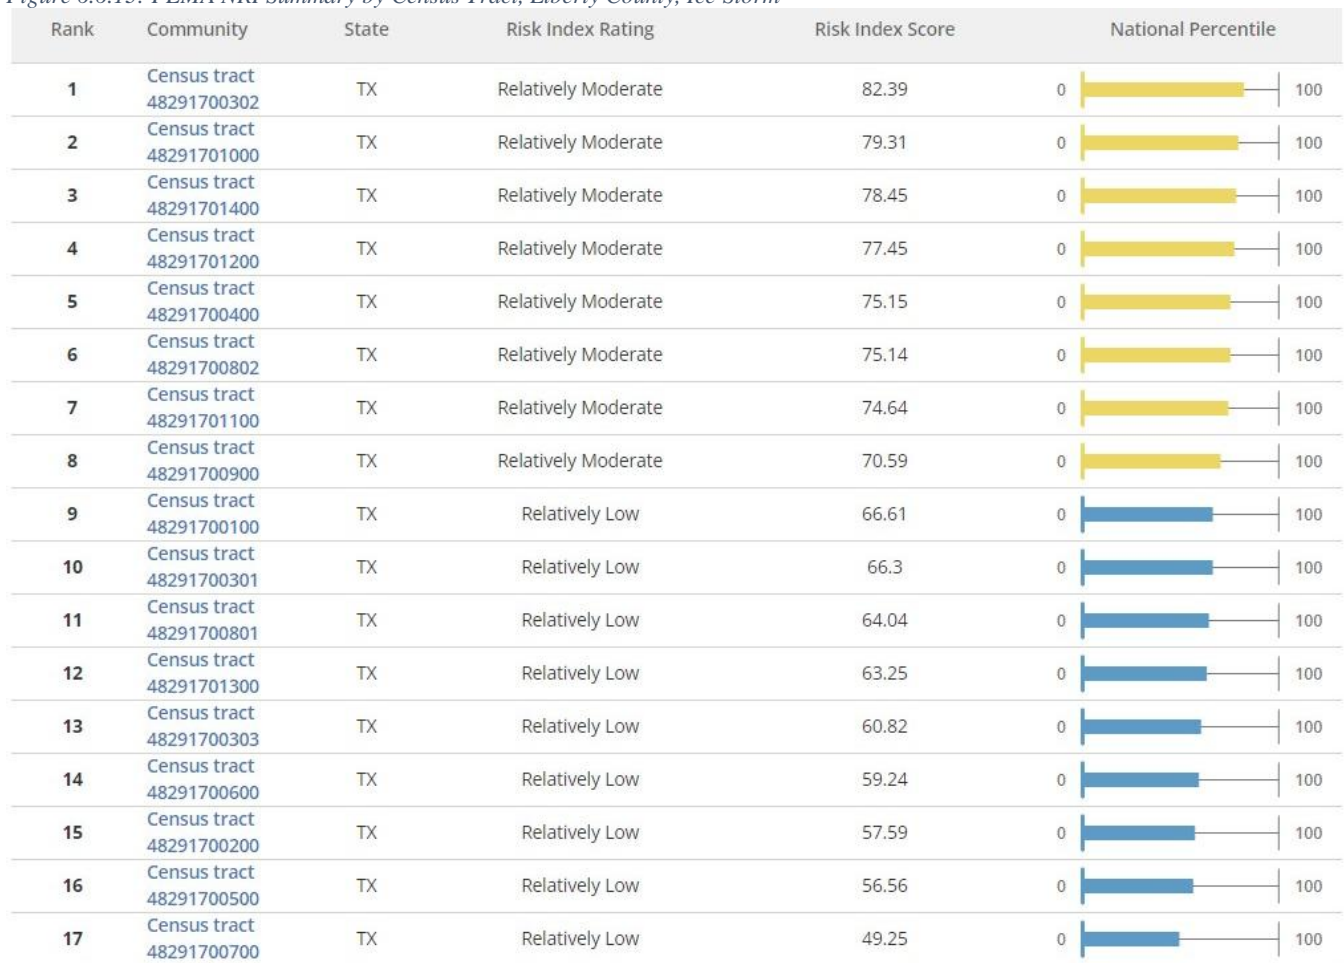 FEMA NRI Summary by Census Tract, Liberty County, Ice Storm
Rank Community State Risk Index Rating Risk Index Score National Percentile
Census tract
1 TX Relatively Moderate 82.39 0 100
48291700302
Census tract
2 TX Relatively Moderate 79.31 0 100
48291701000
Census tract
3 TX Relatively Moderate 78.45 0 100
48291701400
Census tract
4 TX Relatively Moderate 77.45 0 100
48291701200
Census tract
5 TX Relatively Moderate 75.15 0 100
48291700400
Census tract
6 TX Relatively Moderate 75.14 0 100
48291700802
Census tract
7 TX Relatively Moderate 74.64 0 100
48291701100
Census tract
8 TX Relatively Moderate 70.59 0 100
48291700900
Census tract
9 TX Relatively Low 66.61 0 100
48291700100
Census tract
10 TX Relatively Low 66.3 0 100
48291700301
Census tract
11 TX Relatively Low 64.04 0 100
48291700801
Census tract
12 TX Relatively Low 63.25 0 100
48291701300
Census tract
13 TX Relatively Low 60.82 0 100
48291700303
Census tract
14 TX Relatively Low 59.24 0 100
48291700600
Census tract
15 TX Relatively Low 57.59 0 100
48291700200
Census tract
16 TX Relatively Low 56.56 0 100
48291700500
Census tract
17 TX Relatively Low 49.25 0 100
48291700700